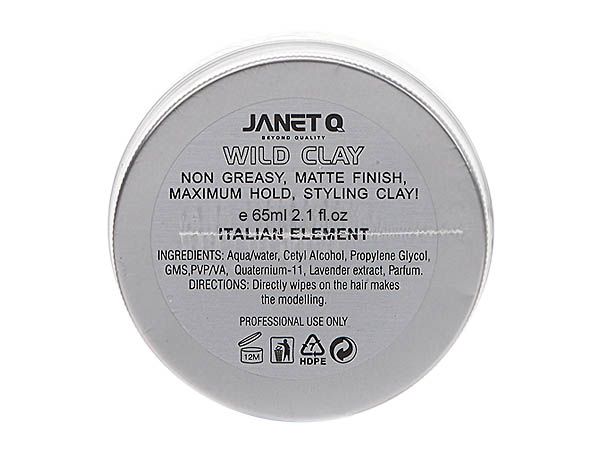 JANET Q
BEYOND QUALITY
WILD CLAY
NON GREASY, MATTE FINISH,
MAXIMUM HOLD, STYLING CLAY!
e 65ml 2.1 fl.oz
ITALIAN ELEMENT
INGREDIENTS: Aqua/water, Cetyl Alcohol, Propylene Glycol,
GMS,PVP/VA, Quaternium-11, Lavender extract, Parfum.
DIRECTIONS: Directly wipes on the hair makes
the modelling.
PROFESSIONAL USE ONLY
12M
7
HDPE